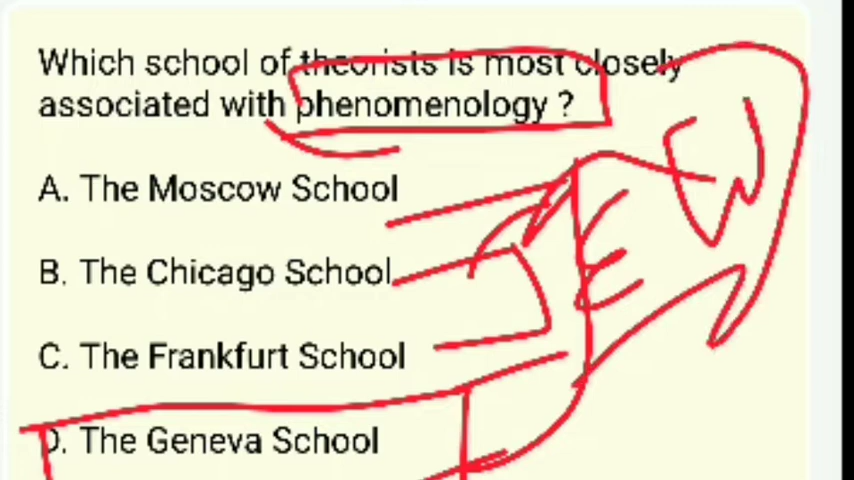 Which school of theorists is most closely
associated with phenomenology ?
A. The Moscow School
B. The Chicago School
C. The Frankfurt School
D. The Geneva School